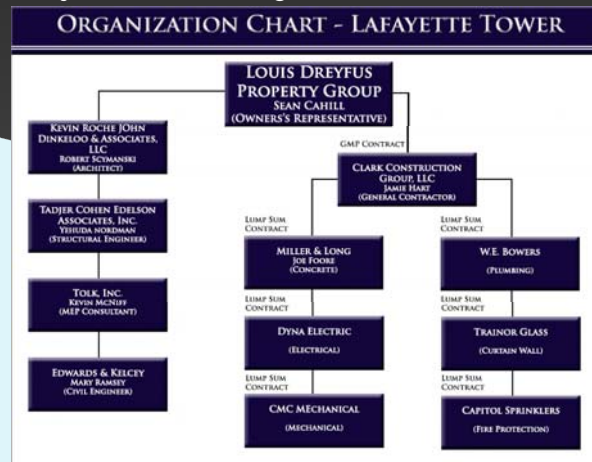 ORGANIZATION CHART - LAFAYETTE TOWER
LOUIS DREYFUS
PROPERTY GROUP
SEAN CAHILL
(OWNERS'S REPRESENTATIVE)
KEVIN ROCHE JOHN
DINKELOO & ASSOCIATES,
LLC
ROBERT SCYMANSKI
(ARCHITECT)
TADJER COHEN EDELSON
ASSOCIATES, INC.
YEHUDA NORDMAN
(STRUCTURAL ENGINEER)
TOLK, INC.
KEVIN MCNIFF
(MEP CONSULTANT)
EDWARDS & KELCEY
MARY RAMSEY
(CIVIL ENGINEER)
GMP CONTRACT
CLARK CONSTRUCTION
GROUP, LLC
JAMIE HART
(GENERAL CONTRACTOR)
LUMP SUM
CONTRACT
MILLER & LONG
JOE FOORE
(CONCRETE)
LUMP SUM
CONTRACT
DYNA ELECTRIC
(ELECTRICAL)
LUMP SUM
CONTRACT
CMC MECHANICAL
(MECHANICAL)
LUMP SUM
CONTRACT
W.E. BOWERS
(PLUMBING)
LUMP SUM
CONTRACT
TRAINOR GLASS
(CURTAIN WALL)
LUMP SUM
CONTRACT
CAPITOL SPRINKLERS
(FIRE PROTECTION)